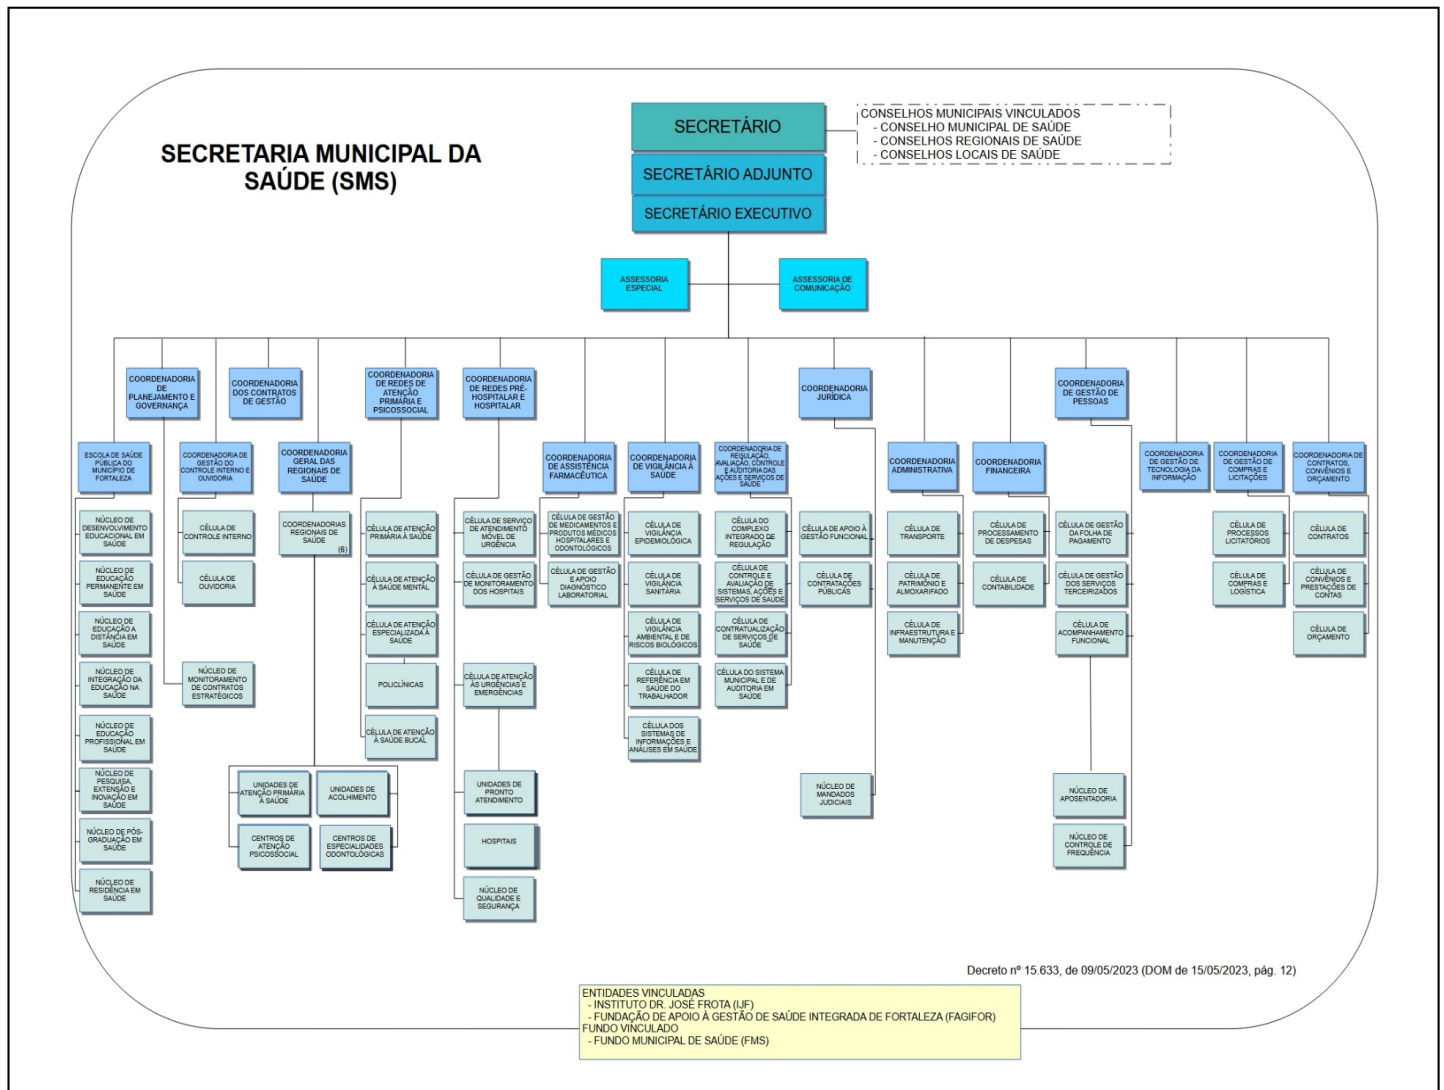 SECRETARIA MUNICIPAL DA
SAÚDE (SMS)
SECRETÁRIO
SECRETÁRIO ADJUNTO
SECRETÁRIO EXECUTIVO
CONSELHOS MUNICIPAIS VINCULADOS
- CONSELHO MUNICIPAL DE SAÚDE
- CONSELHOS REGIONAIS DE SAÚDE
- CONSELHOS LOCAIS DE SAÚDE
ASSESSORIA
ESPECIAL
ASSESSORIA DE
COMUNICAÇÃO
COORDENADORIA
DE
PLANEJAMENTO E
GOVERNANÇA
COORDENADORIA
DOS CONTRATOS
DE GESTÃO
COORDENADORIA
DE REDES DE
ATENÇÃO
PRIMÁRIA E
PSICOSSOCIAL
COORDENADORIA
DE REDES PRÉ-
HOSPITALAR E
HOSPITALAR
COORDENADORIA
JURÍDICA
COORDENADORIA
DE GESTÃO DE
PESSOAS
ESCOLA DE SAÚDE
PÚBLICA DO
MUNICÍPIO DE
FORTALEZA
COORDENADORIA DE
GESTÃO DO
CONTROLE INTERNO E
OUVIDORIA
COORDENADORIA
GERAL DAS
REGIONAIS DE
SAÚDE
COORDENADORIA
DE ASSISTÊNCIA
FARMACÊUTICA
COORDENADORIA
DE VIGILÂNCIA À
SAÚDE
COORDENADORIA DE
REGULAÇÃO,
AVALIAÇÃO, CONTROLE
E AUDITORIA DAS
AÇÕES E SERVIÇOS DE
SAÚDE
COORDENADORIA
ADMINISTRATIVA
COORDENADORIA
FINANCEIRA
COORDENADORIA
DE GESTÃO DE
TECNOLOGIA DA
INFORMAÇÃO
COORDENADORIA
DE GESTÃO DE
COMPRAS E
LICITAÇÕES
COORDENADORIA DE
CONTRATOS,
CONVÊNIOS E
ORÇAMENTO
NÚCLEO DE
DESENVOLVIMENTO
EDUCACIONAL EM
SAÚDE
NÚCLEO DE
EDUCAÇÃO
PERMANENTE EM
SAÚDE
NÚCLEO DE
EDUCAÇÃO A
DISTÂNCIA EM
SAÚDE
NÚCLEO DE
INTEGRAÇÃO DA
EDUCAÇÃO NA
SAÚDE
NÚCLEO DE
EDUCAÇÃO
PROFISSIONAL EM
SAÚDE
NÚCLEO DE
PESQUISA,
EXTENSÃO E
INOVAÇÃO EM
SAÚDE
NÚCLEO DE PÓS-
GRADUAÇÃO EM
SAÚDE
NÚCLEO DE
RESIDÊNCIA EM
SAÚDE
CÉLULA DE
CONTROLE INTERNO
CÉLULA DE
OUVIDORIA
NÚCLEO DE
MONITORAMENTO
DE CONTRATOS
ESTRATÉGICOS
COORDENADORIAS
REGIONAIS DE
SAÚDE
(6)
UNIDADES DE
ATENÇÃO PRIMÁRIA
À SAÚDE
UNIDADES DE
ACOLHIMENTO
CENTROS DE
ATENÇÃO
PSICOSSOCIAL
CENTROS DE
ESPECIALIDADES
ODONTOLÓGICAS
CÉLULA DE ATENÇÃO
PRIMÁRIA À SAÚDE
CÉLULA DE ATENÇÃO
À SAÚDE MENTAL
CÉLULA DE ATENÇÃO
ESPECIALIZADA À
SAÚDE
POLICLÍNICAS
CÉLULA DE ATENÇÃO
À SAÚDE BUCAL
CÉLULA DE SERVIÇO
DE ATENDIMENTO
MÓVEL DE
URGÊNCIA
CÉLULA DE GESTÃO
DE MONITORAMENTO
DOS HOSPITAIS
CÉLULA DE ATENÇÃO
ÀS URGÊNCIAS E
EMERGÊNCIAS
UNIDADES DE
PRONTO
ATENDIMENTO
HOSPITAIS
NÚCLEO DE
QUALIDADE E
SEGURANÇA
CÉLULA DE GESTÃO
DE MEDICAMENTOS E
PRODUTOS MÉDICOS
HOSPITALARES E
ODONTOLÓGICOS
CÉLULA DE GESTÃO
E APOIO
DIAGNÓSTICO
LABORATORIAL
CÉLULA DE
VIGILÂNCIA
EPIDEMIOLÓGICA
CÉLULA DE
VIGILÂNCIA
SANITÁRIA
CÉLULA DE
VIGILÂNCIA
AMBIENTAL E DE
RISCOS BIOLÓGICOS
CÉLULA DE
REFERÊNCIA EM
SAÚDE DO
TRABALHADOR
CÉLULA DOS
SISTEMAS DE
INFORMAÇÕES E
ANÁLISES EM SAÚDE
CÉLULA DO
COMPLEXO
INTEGRADO DE
REGULAÇÃO
CÉLULA DE
CONTROLE E
AVALIAÇÃO DE
SISTEMAS, AÇÕES E
SERVIÇOS DE SAÚDE
CÉLULA DE
CONTRATUALIZAÇÃO
DE SERVIÇOS DE
SAÚDE
CÉLULA DO SISTEMA
MUNICIPAL E DE
AUDITORIA EM
SAÚDE
CÉLULA DE APOIO À
GESTÃO FUNCIONAL
CÉLULA DE
CONTRATAÇÕES
PÚBLICAS
NÚCLEO DE
MANDADOS
JUDICIAIS
CÉLULA DE
TRANSPORTE
CÉLULA DE
PATRIMÔNIO E
ALMOXARIFADO
CÉLULA DE
INFRAESTRUTURA E
MANUTENÇÃO
CÉLULA DE
PROCESSAMENTO
DE DESPESAS
CÉLULA DE
CONTABILIDADE
CÉLULA DE GESTÃO
DA FOLHA DE
PAGAMENTO
CÉLULA DE GESTÃO
DOS SERVIÇOS
TERCEIRIZADOS
CÉLULA DE
ACOMPANHAMENTO
FUNCIONAL
NÚCLEO DE
APOSENTADORIA
NÚCLEO DE
CONTROLE DE
FREQUÊNCIA
CÉLULA DE
PROCESSOS
LICITATÓRIOS
CÉLULA DE
COMPRAS E
LOGÍSTICA
CÉLULA DE
CONTRATOS
CÉLULA DE
CONVÊNIOS E
PRESTAÇÕES DE
CONTAS
CÉLULA DE
ORÇAMENTO
Decreto nº 15.633, de 09/05/2023 (DOM de 15/05/2023, pág. 12)
ENTIDADES VINCULADAS
- INSTITUTO DR. JOSÉ FROTA (IJF)
- FUNDAÇÃO DE APOIO À GESTÃO DE SAÚDE INTEGRADA DE FORTALEZA (FAGIFOR)
FUNDO VINCULADO
- FUNDO MUNICIPAL DE SAÚDE (FMS)